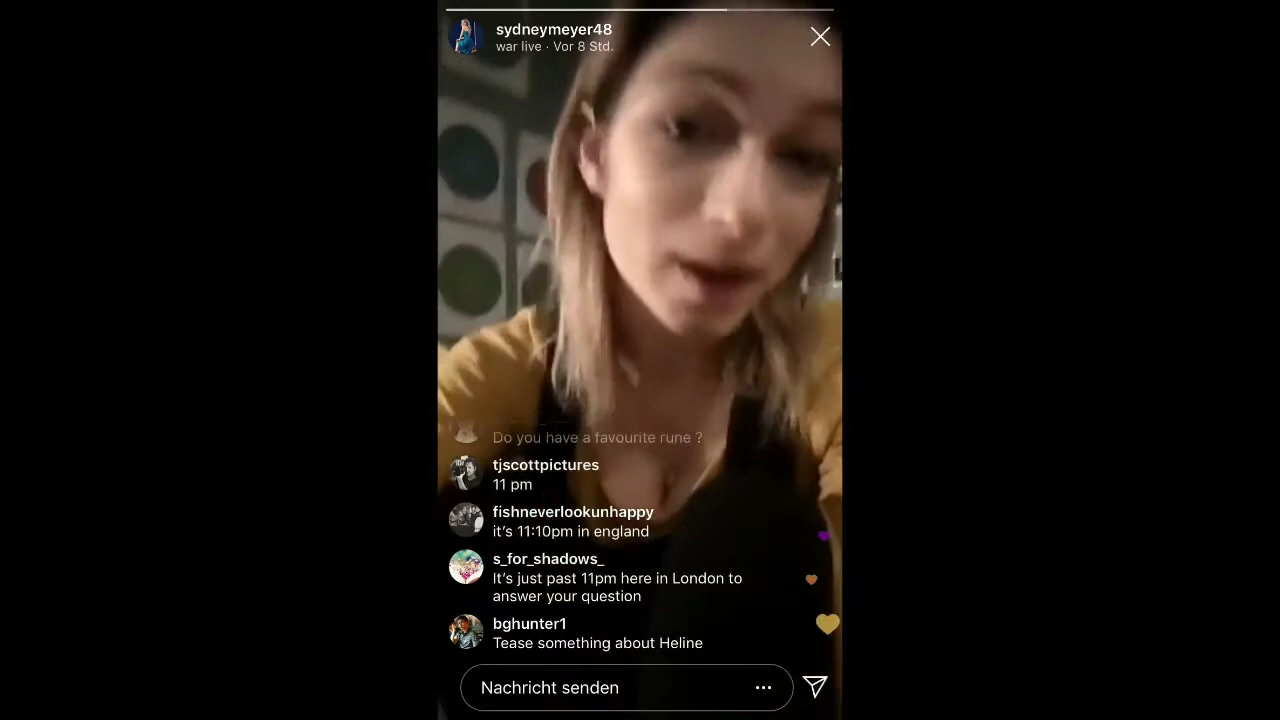 sydneymeyer48
war live · Vor 8 Std.
Do you have a favourite rune ?
tjscottpictures
11 pm
fishneverlookunhappy
it's 11:10pm in england
s_for_shadows_
It's just past 11pm here in London to
answer your question
bghunter1
Tease something about Heline
Nachricht senden